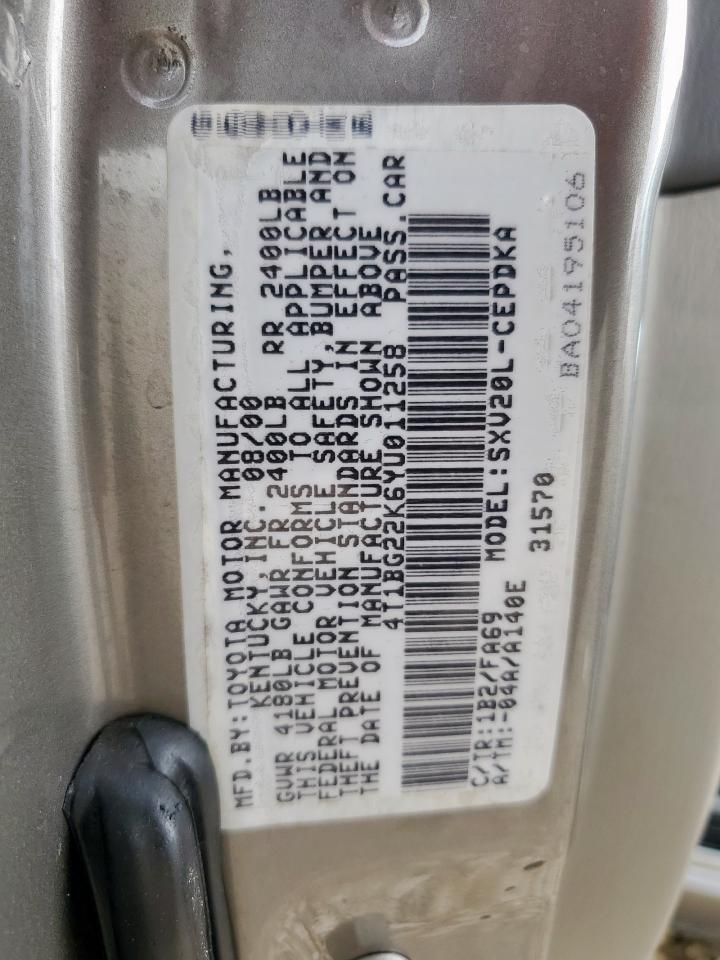 MFD.BY:TOYOTA MOTOR MANUFACTURING,
KENTUCKY,INC. 08/00
GVWR 4180LB GAWR FR 2400LB RR 2400LB
THIS VEHICLE CONFORMS TO ALL APPLICABLE
FEDERAL MOTOR VEHICLE SAFETY,BUMPER AND
THEFT PREVENTION STANDARDS IN EFFECT ON
THE DATE OF MANUFACTURE SHOWN ABOVE
4T1BG22K6YU011258 PASS.CAR
C/TR:1B2/FA69 MODEL:SXV20L-CEPDKA
A/TM:-04A/A140E 31570
BA04195106